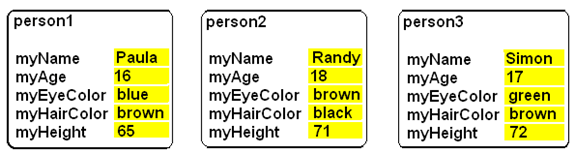 person1
myName Paula
myAge 16
myEyeColor blue
myHairColor brown
myHeight 65
person2
myName Randy
myAge 18
myEyeColor brown
myHairColor black
myHeight 71
person3
myName Simon
myAge 17
myEyeColor green
myHairColor brown
myHeight 72